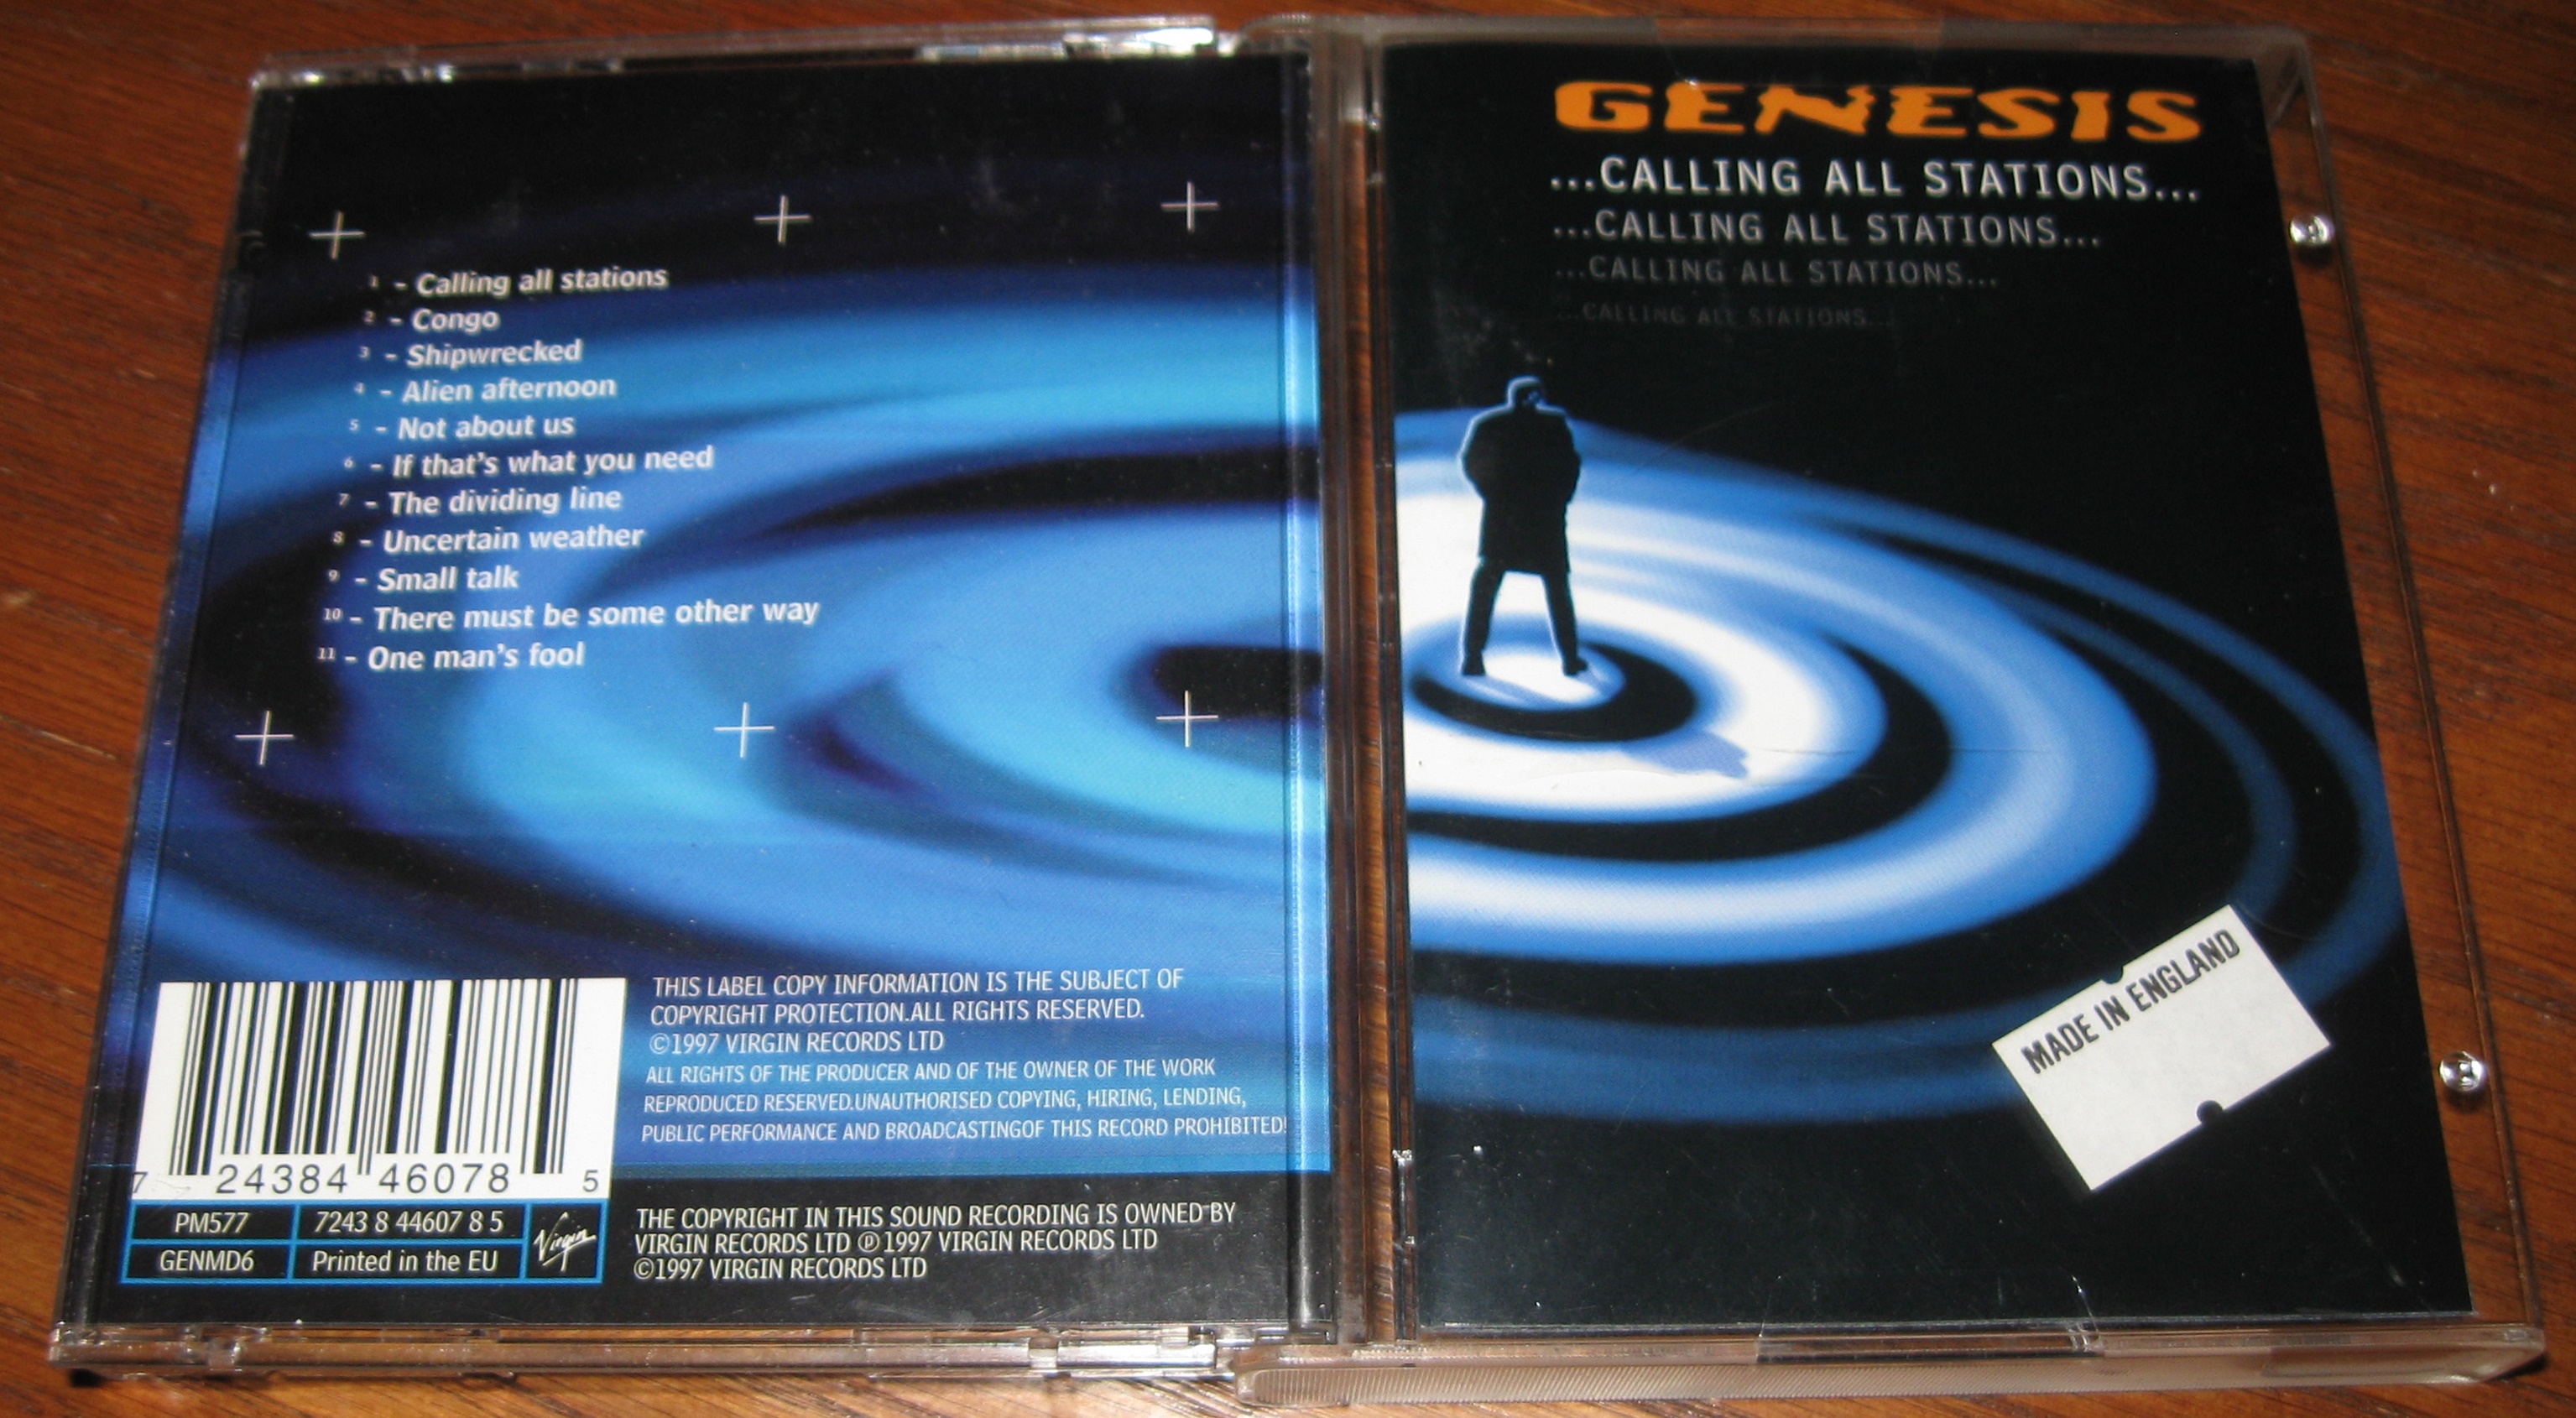 1 - Calling all stations
2 - Congo
3 - Shipwrecked
4 - Alien afternoon
5 - Not about us
6 - If that's what you need
7 - The dividing line
8 - Uncertain weather
9 - Small talk
10 - There must be some other way
11 - One man's fool
THIS LABEL COPY INFORMATION IS THE SUBJECT OF
COPYRIGHT PROTECTION.ALL RIGHTS RESERVED.
©1997 VIRGIN RECORDS LTD
ALL RIGHTS OF THE PRODUCER AND OF THE OWNER OF THE WORK
REPRODUCED RESERVED.UNAUTHORISED COPYING, HIRING, LENDING,
PUBLIC PERFORMANCE AND BROADCASTINGOF THIS RECORD PROHIBITED!
7 24384 46078 5
PM577
7243 8 44607 8 5
GENMD6
Printed in the EU
Virgin
THE COPYRIGHT IN THIS SOUND RECORDING IS OWNED BY
VIRGIN RECORDS LTD ℗1997 VIRGIN RECORDS LTD
©1997 VIRGIN RECORDS LTD
GENESIS
...CALLING ALL STATIONS...
...CALLING ALL STATIONS...
...CALLING ALL STATIONS...
...CALLING ALL STATIONS...
MADE IN ENGLAND